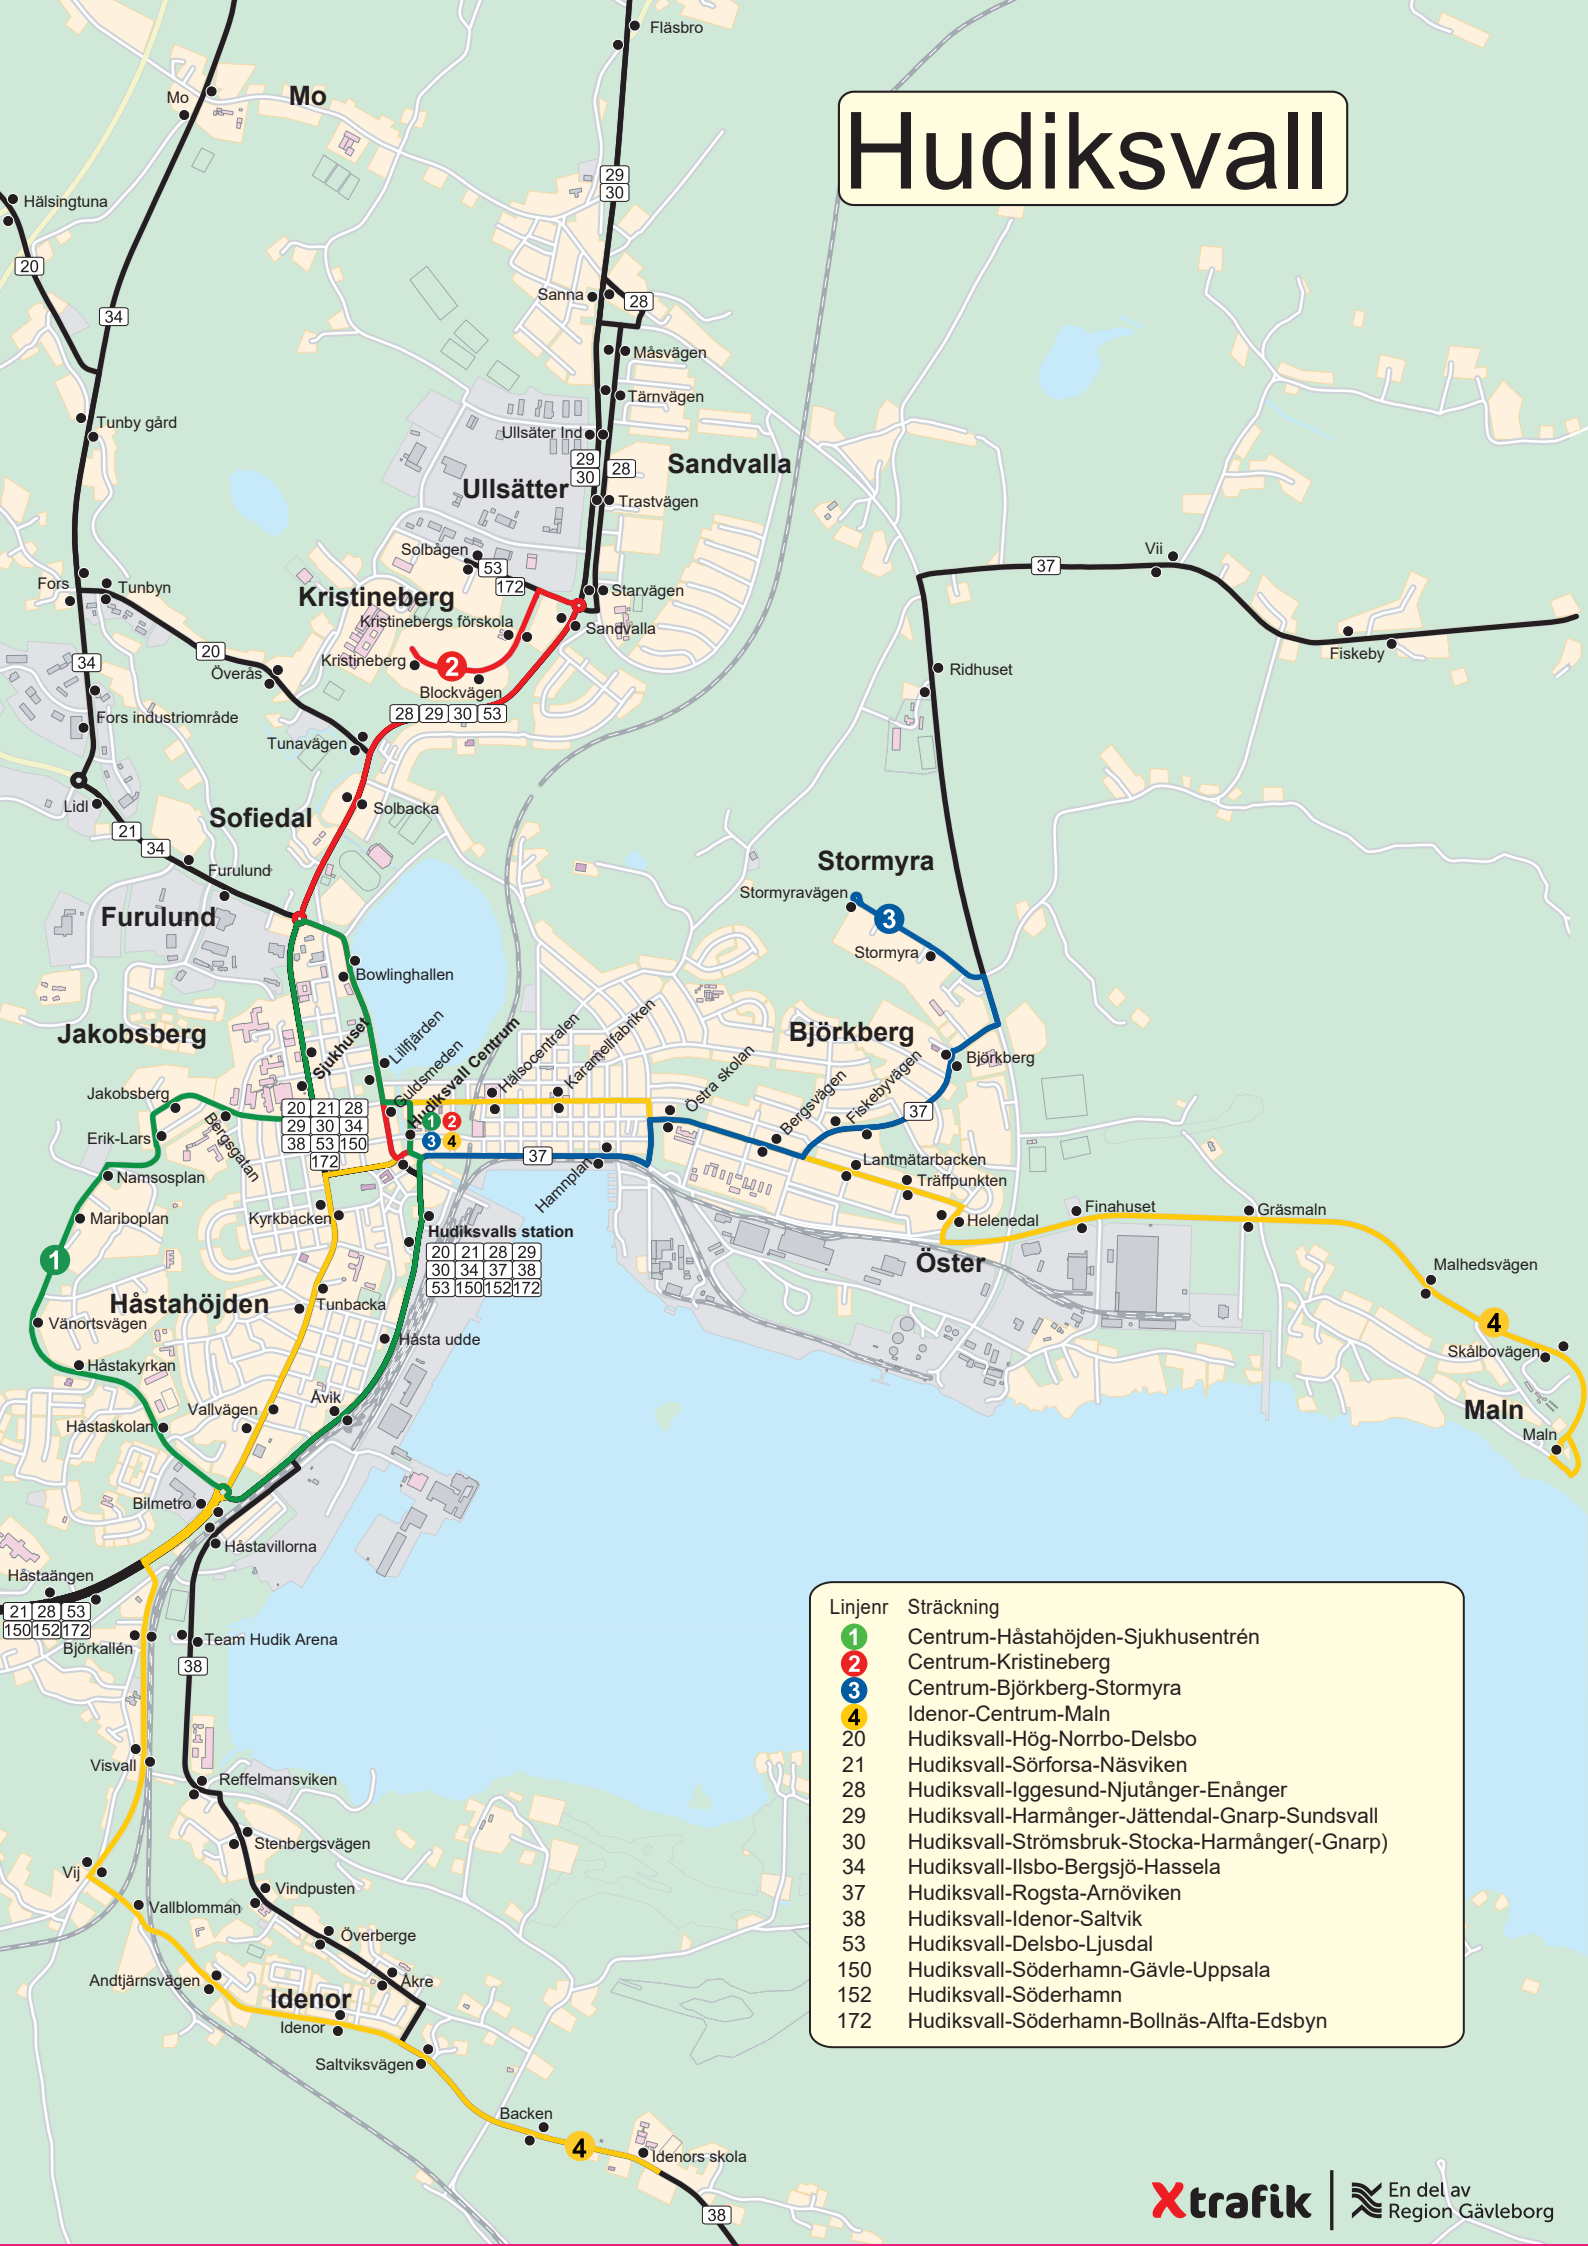 Hudiksvall
Fläsbro
Mo
Mo
29
30
Hälsingtuna
20
34
Sanna
28
Måsvägen
Tärnvägen
Tunby gård
Ullsäter Ind
29
30
28
Sandvalla
Ullsätter
Trastvägen
Solbågen
53
172
Vii
37
Fors
Tunbyn
Kristineberg
Starvägen
Kristinebergs förskola
Sandvalla
34
20
Överås
Kristineberg
2
Blockvägen
Ridhuset
Fiskeby
28 29 30 53
Fors industriområde
Tunavägen
Lidl
Sofiedal
Solbacka
21
34
Furulund
Furulund
Stormyra
Stormyravägen
3
Stormyra
Bowlinghallen
Jakobsberg
Sjukhuset
Lillfjärden
Guldsmeden
Hudiksvall Centrum
Hälsocentralen
Karamellfabriken
Östra skolan
Björkberg
Björkberg
Bergsvägen
Fiskebyvägen
37
Jakobsberg
Erik-Lars
Bergsgatan
20 21 28
29 30 34
38 53 150
172
1 2
3 4
37
Hamnplan
Namsosplan
Lantmätarbacken
Träffpunkten
Mariboplan
Kyrkbacken
Helenedal
Finahuset
Gräsmaln
1
Hudiksvalls station
20 21 28 29
30 34 37 38
53 150 152 172
Öster
Malhedsvägen
Håstahöjden
Tunbacka
Vänortsvägen
Håsta udde
4
Skålbovägen
Håstakyrkan
Åvik
Vallvägen
Håstaskolan
Maln
Maln
Bilmetro
Håstavillorna
Håstaängen
21 28 53
150 152 172
Björkallén
Team Hudik Arena
38
Visvall
Reffelmansviken
Stenbergsvägen
Vij
Vindpusten
Vallblomman
Överberge
Andtjärnsvägen
Åkre
Idenor
Idenor
Saltviksvägen
Backen
4
Idenors skola
38
Linjenr Sträckning
1 Centrum-Håstahöjden-Sjukhusentrén
2 Centrum-Kristineberg
3 Centrum-Björkberg-Stormyra
4 Idenor-Centrum-Maln
20 Hudiksvall-Hög-Norrbo-Delsbo
21 Hudiksvall-Sörforsa-Näsviken
28 Hudiksvall-Iggesund-Njutånger-Enånger
29 Hudiksvall-Harmånger-Jättendal-Gnarp-Sundsvall
30 Hudiksvall-Strömsbruk-Stocka-Harmånger(-Gnarp)
34 Hudiksvall-Ilsbo-Bergsjö-Hassela
37 Hudiksvall-Rogsta-Arnöviken
38 Hudiksvall-Idenor-Saltvik
53 Hudiksvall-Delsbo-Ljusdal
150 Hudiksvall-Söderhamn-Gävle-Uppsala
152 Hudiksvall-Söderhamn
172 Hudiksvall-Söderhamn-Bollnäs-Alfta-Edsbyn
Xtrafik
En del av
Region Gävleborg